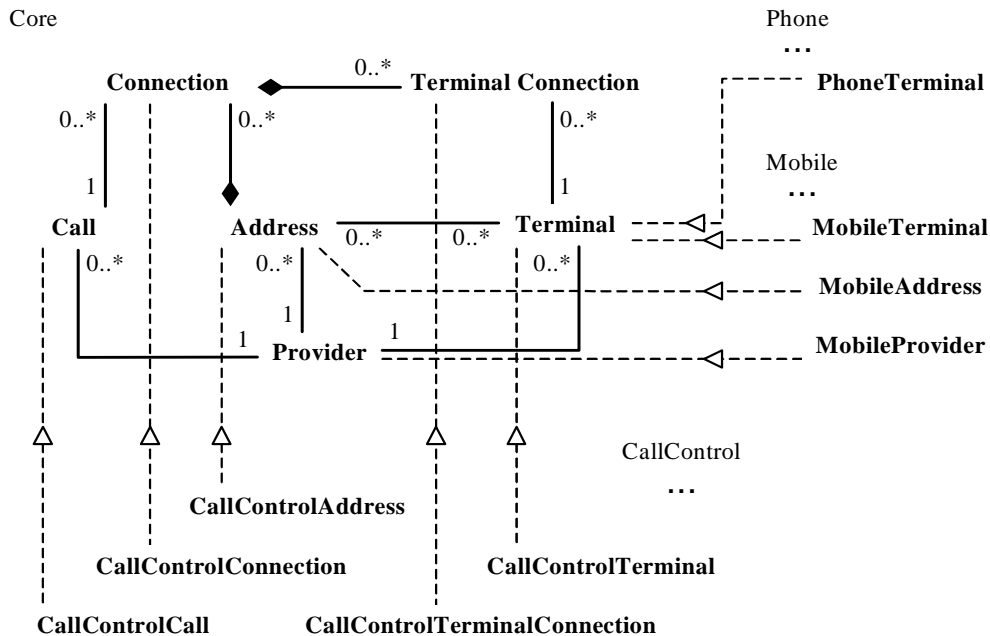 Core
Phone
...
Connection
0..*
Terminal Connection
PhoneTerminal
0..*
0..*
0..*
Mobile
...
1
1
Call
Address
Terminal
MobileTerminal
0..*
0..*
0..*
0..*
0..*
MobileAddress
1
1
1
Provider
MobileProvider
CallControl
...
CallControlAddress
CallControlConnection
CallControlTerminal
CallControlCall
CallControlTerminalConnection